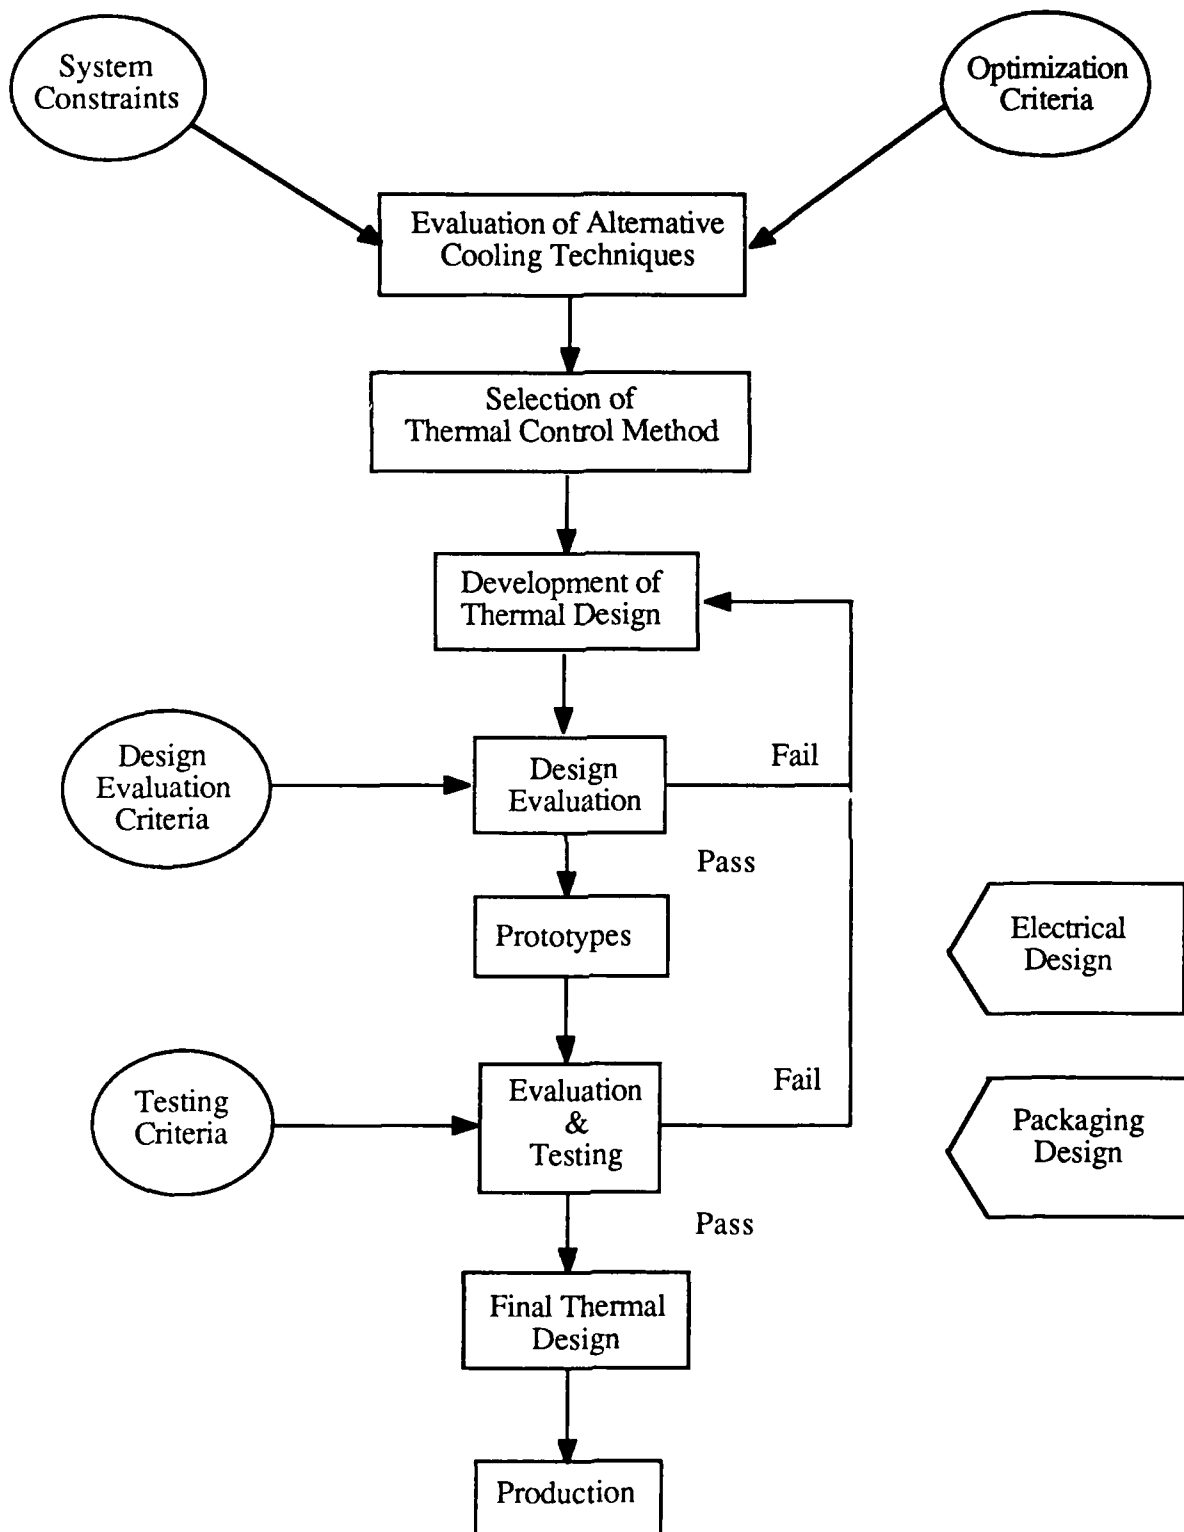 System
Constraints
Optimization
Criteria
Evaluation of Alternative
Cooling Techniques
Selection of
Thermal Control Method
Development of
Thermal Design
Design
Evaluation
Criteria
Design
Evaluation
Fail
Pass
Prototypes
Electrical
Design
Testing
Criteria
Evaluation
&
Testing
Fail
Packaging
Design
Pass
Final Thermal
Design
Production